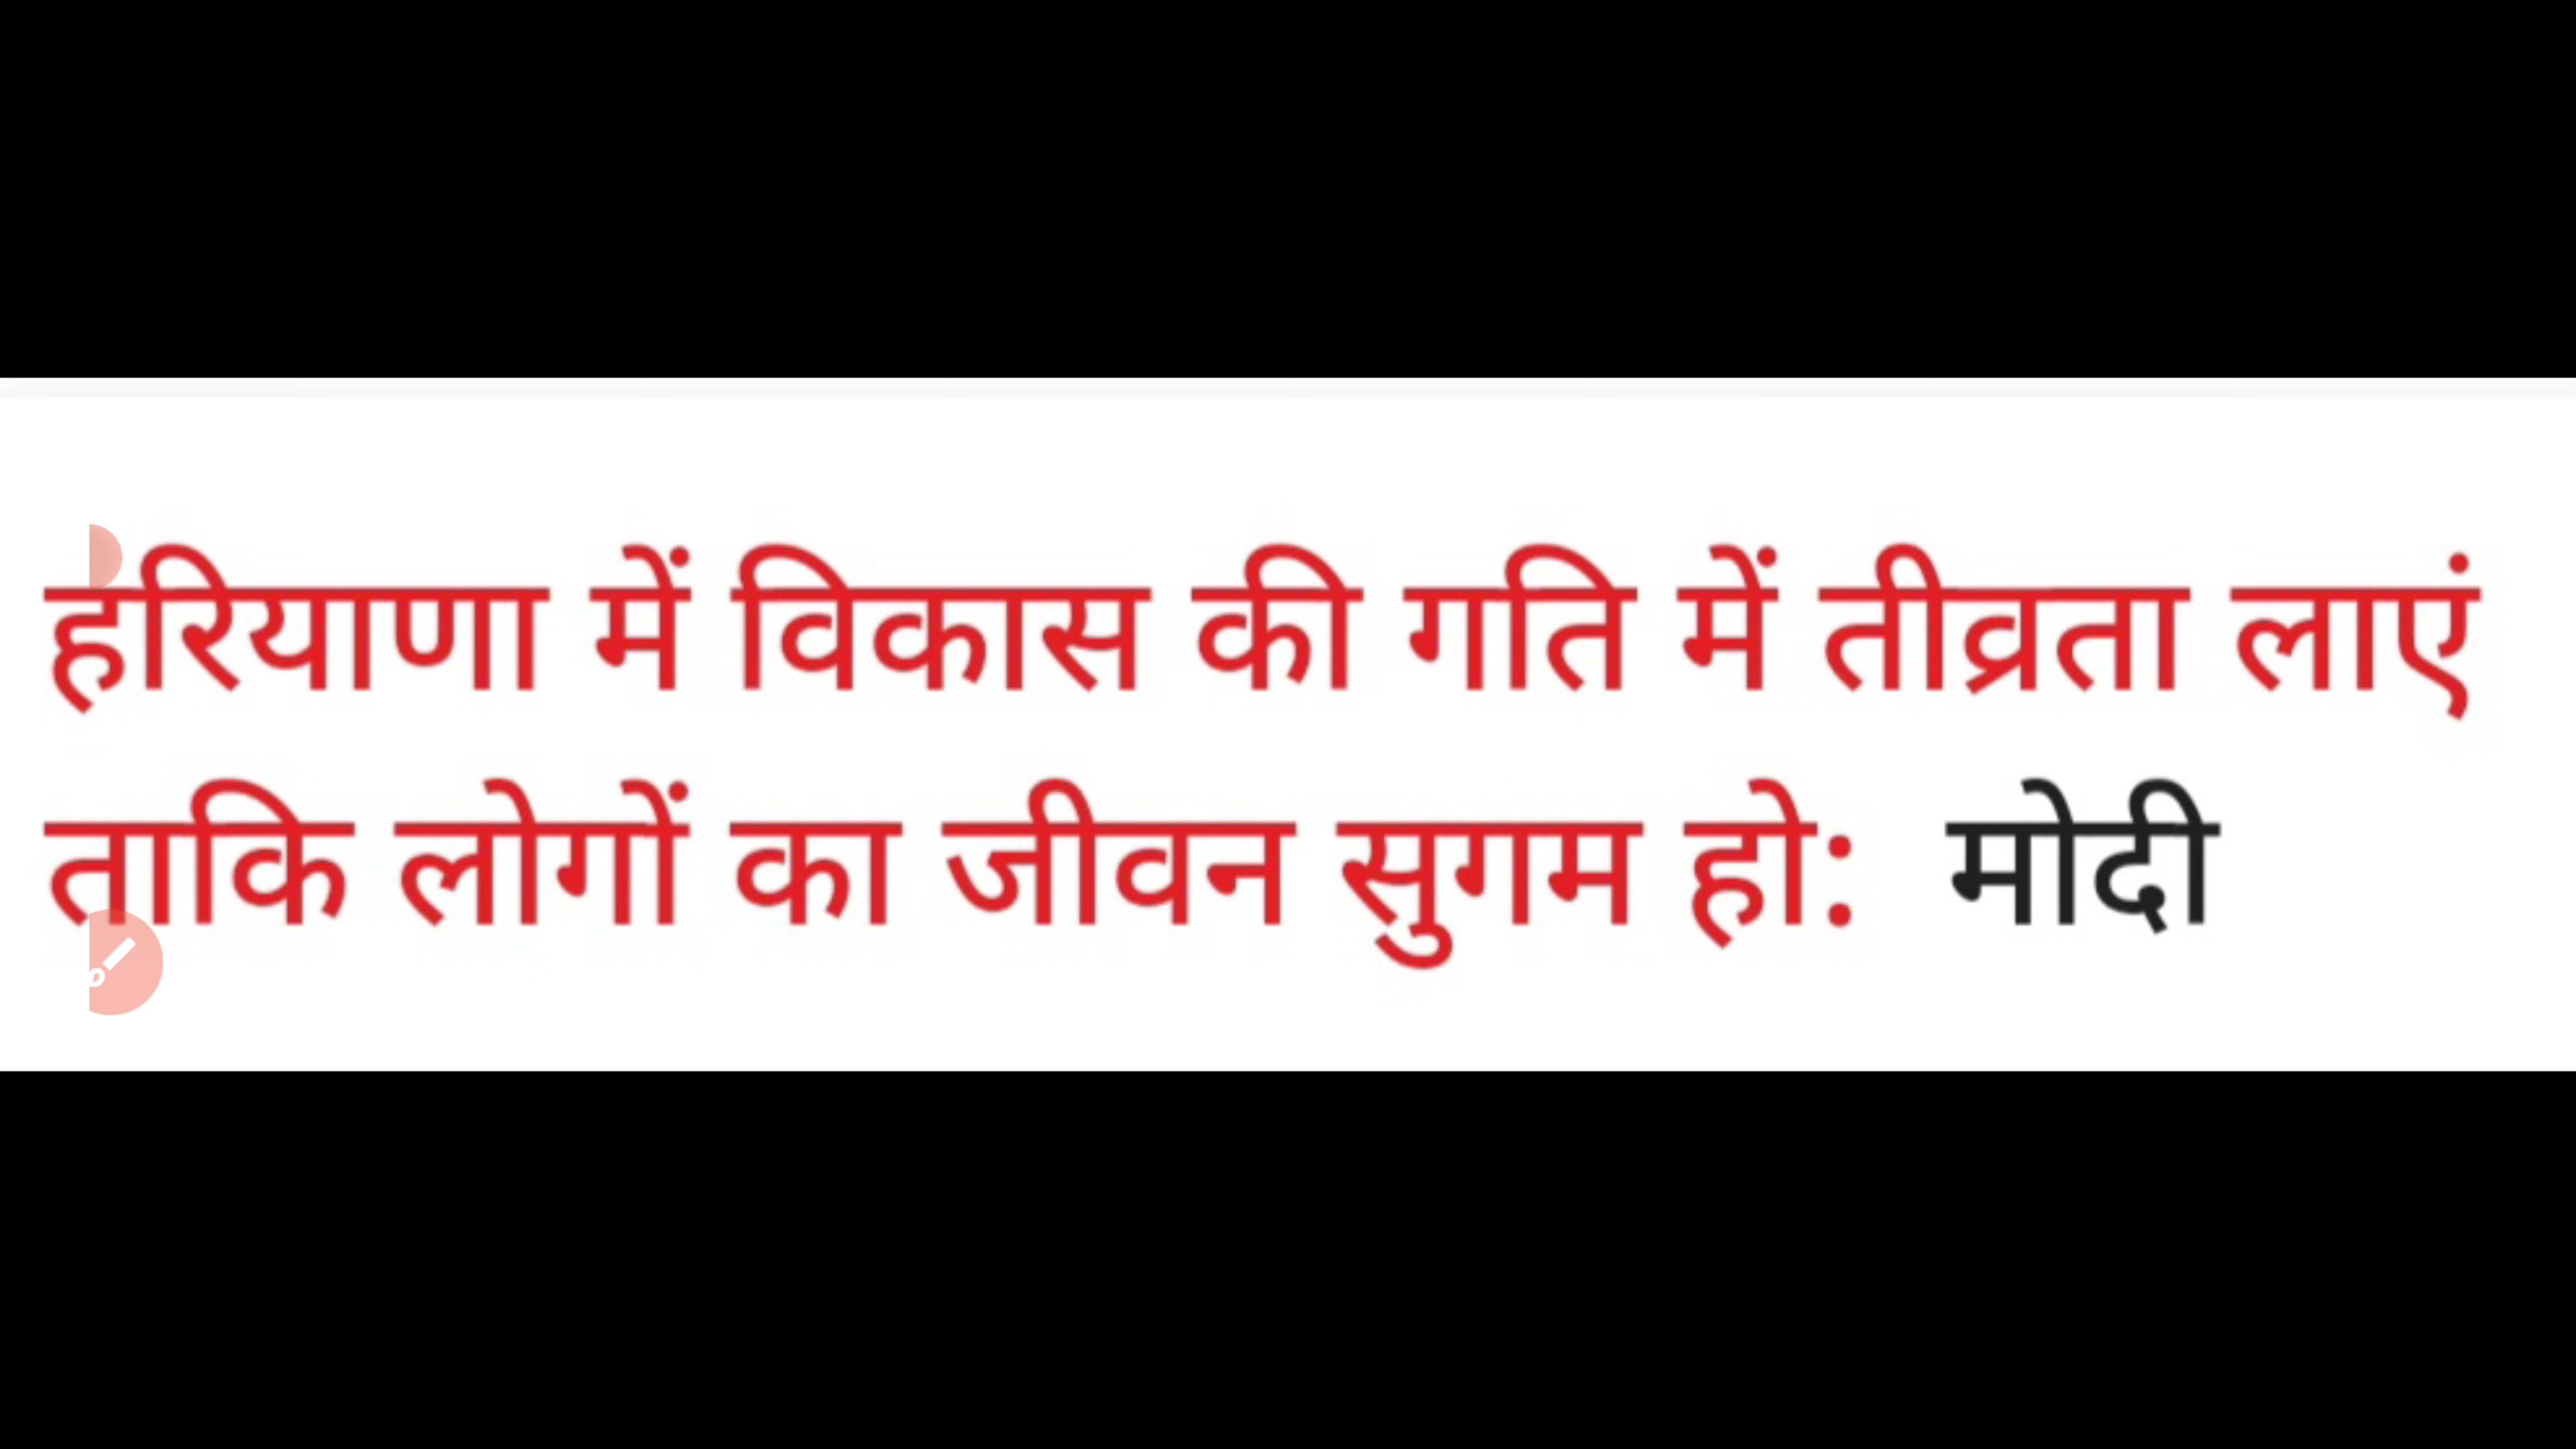 हरियाणा में विकास की गति में तीव्रता लाएं
ताकि लोगों का जीवन सुगम हो: मोदी